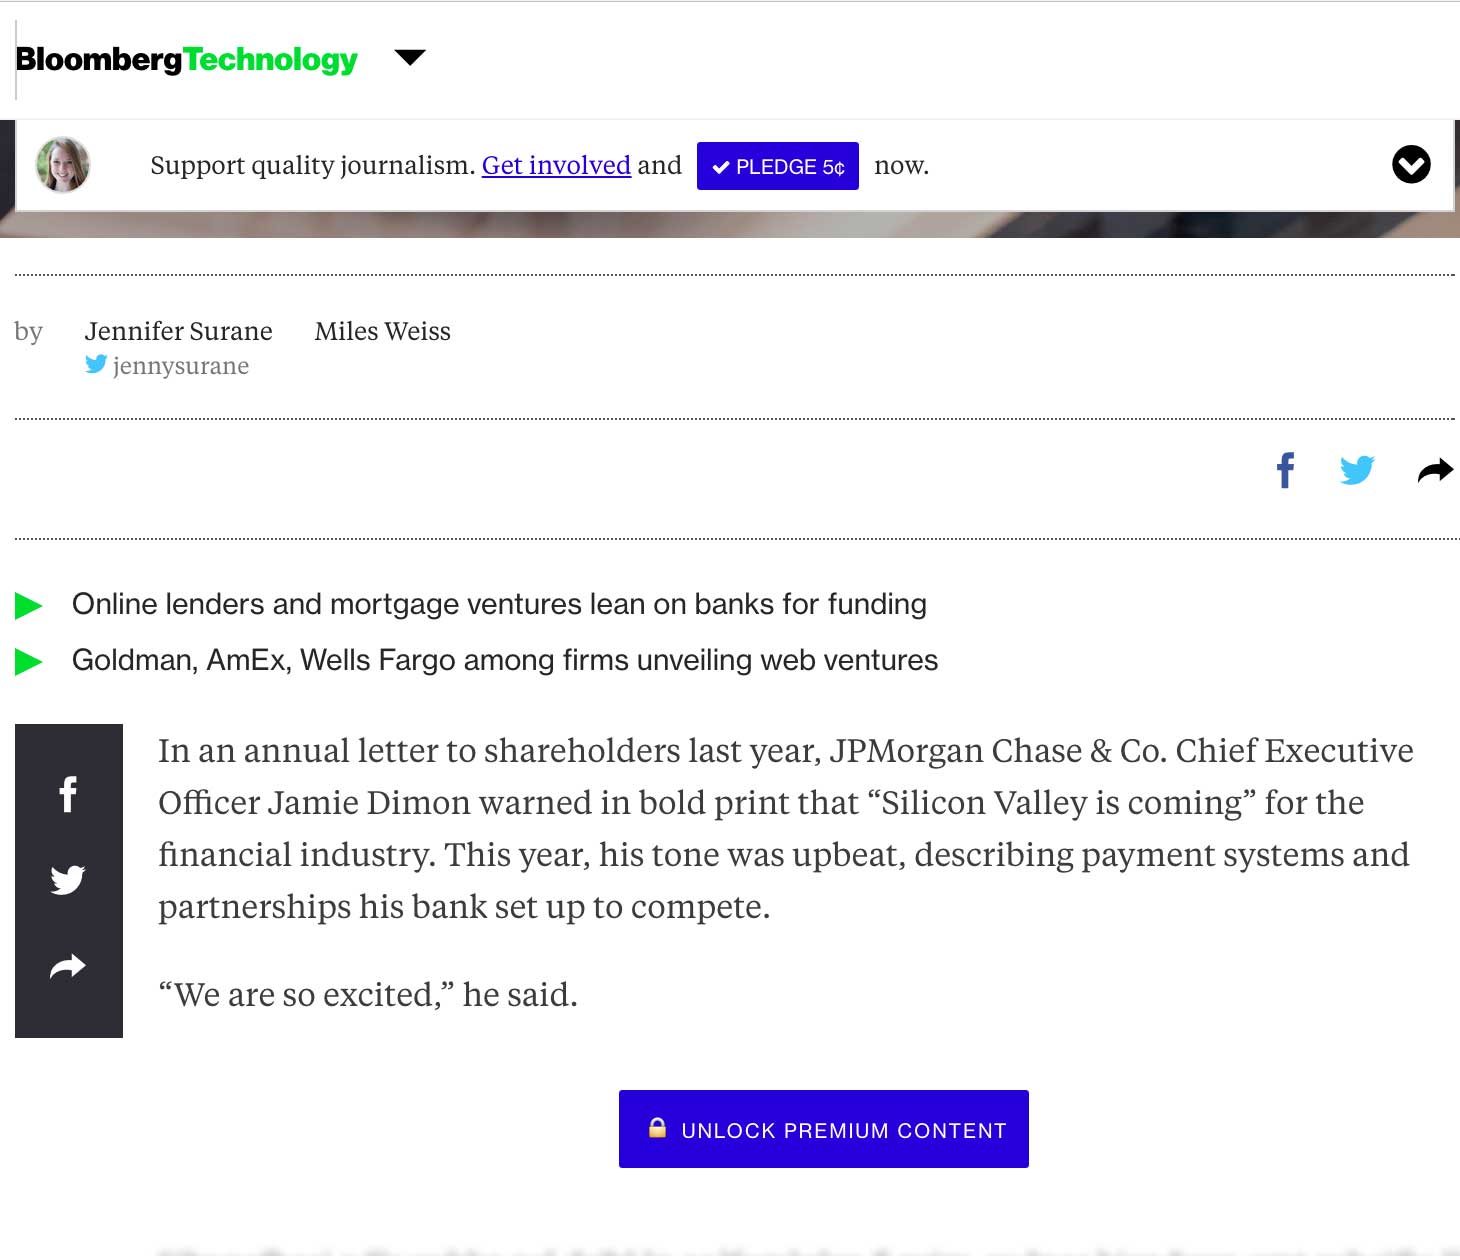 BloombergTechnology
Support quality journalism. Get involved and PLEDGE 5¢ now.
by Jennifer Surane Miles Weiss
jennysurane
Online lenders and mortgage ventures lean on banks for funding
Goldman, AmEx, Wells Fargo among firms unveiling web ventures
In an annual letter to shareholders last year, JPMorgan Chase & Co. Chief Executive
Officer Jamie Dimon warned in bold print that “Silicon Valley is coming” for the
financial industry. This year, his tone was upbeat, describing payment systems and
partnerships his bank set up to compete.
“We are so excited,” he said.
UNLOCK PREMIUM CONTENT